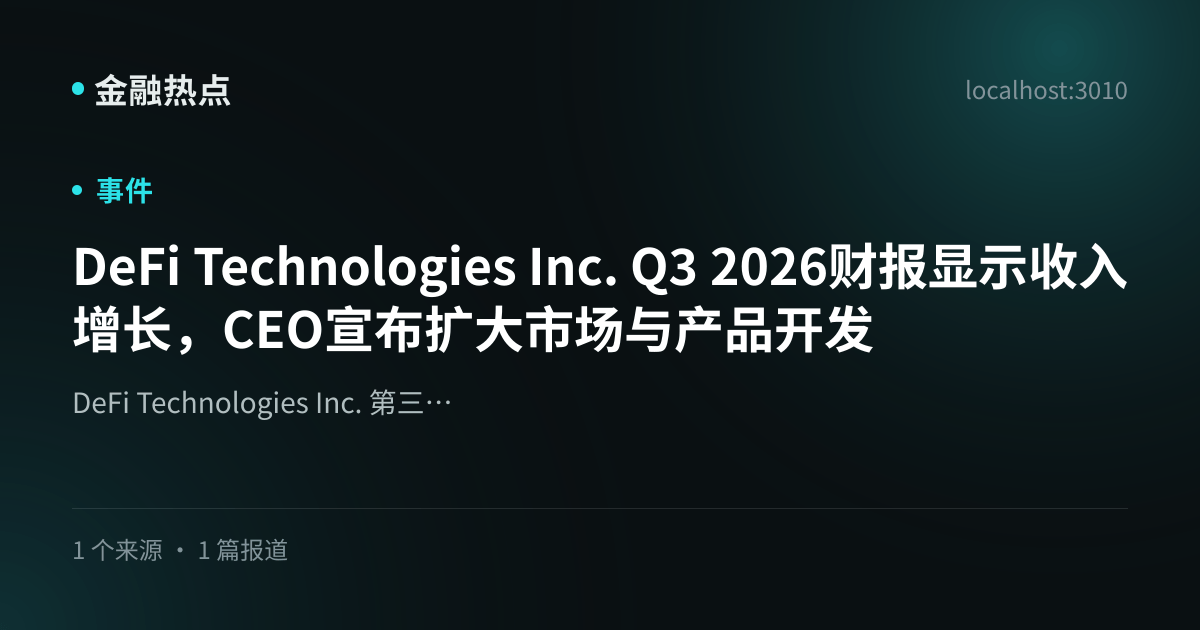 金融热点
localhost:3010
事件
DeFi Technologies Inc. Q3 2026财报显示收入
增长，CEO宣布扩大市场与产品开发
DeFi Technologies Inc. 第三…
1 个来源 · 1 篇报道